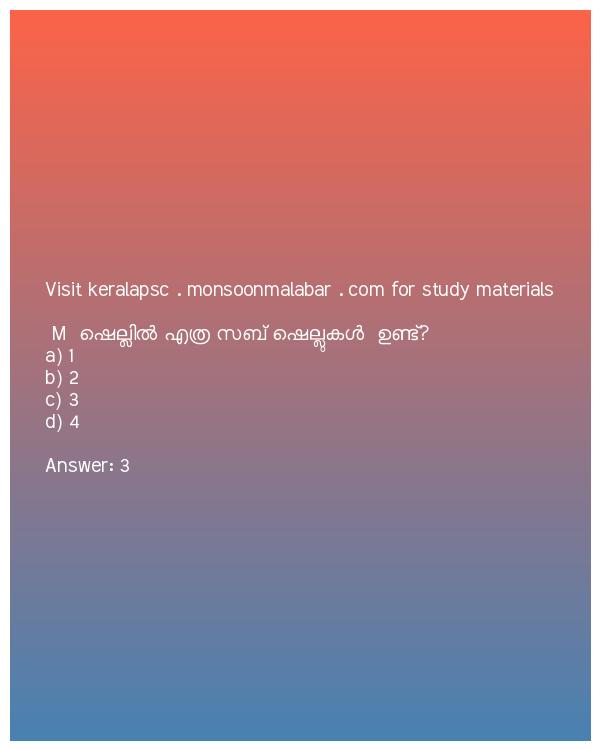 Visit keralapsc . monsoonmalabar . com for study materials
M ഷെല്ലിൽ എത്ര സബ് ഷെല്ലുകൾ ഉണ്ട്?
a) 1
b) 2
c) 3
d) 4
Answer: 3